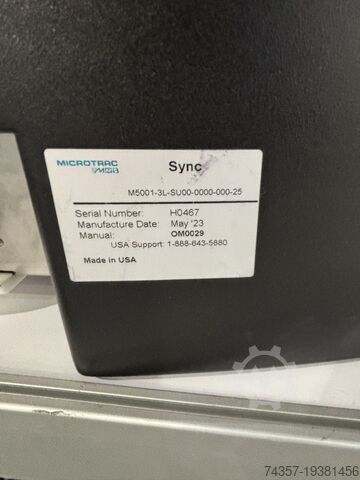 MICROTRAC
MRB
Sync
M5001-3L-SU00-0000-000-25
Serial Number: H0467
Manufacture Date: May '23
Manual: OM0029
USA Support: 1-888-643-5880
Made in USA
74357-19381456